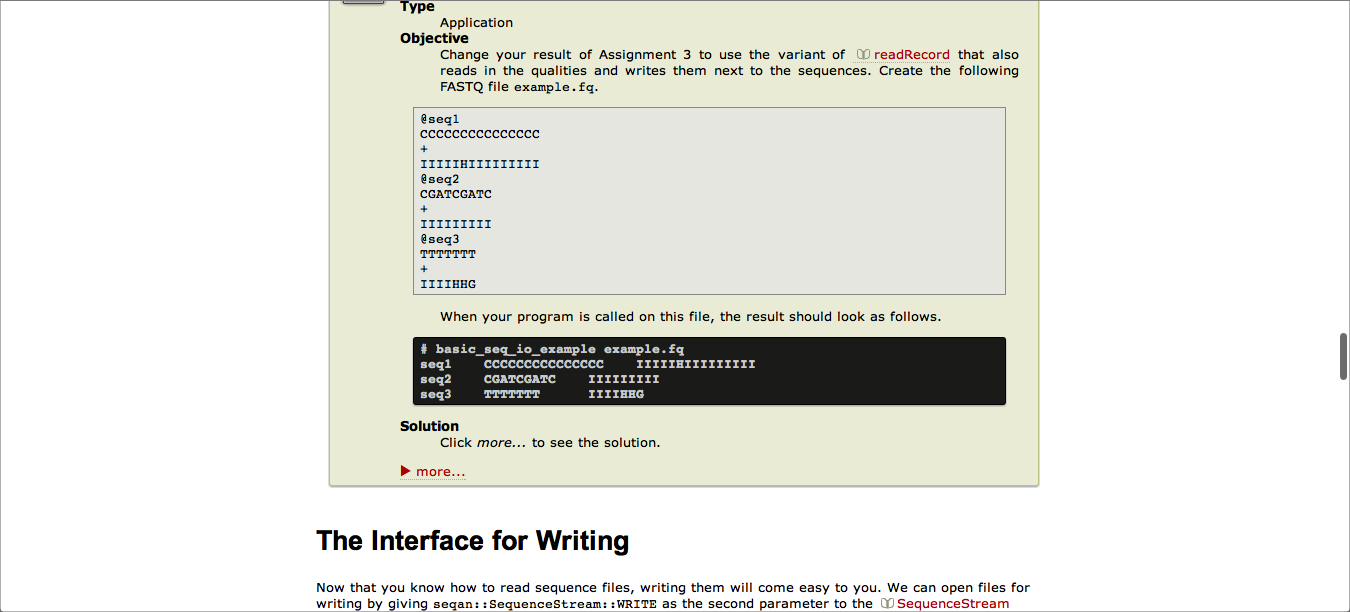 Type
Application
Objective
Change your result of Assignment 3 to use the variant of readRecord that also
reads in the qualities and writes them next to the sequences. Create the following
FASTQ file example.fq.
@seq1
CCCCCCCCCCCCCCC
+
IIIIIHIIIIIIIII
@seq2
CGATCGATC
+
IIIIIIIII
@seq3
TTTTTTT
+
IIIIHHG
When your program is called on this file, the result should look as follows.
# basic_seq_io_example example.fq
seq1    CCCCCCCCCCCCCCC    IIIIIHIIIIIIIII
seq2    CGATCGATC    IIIIIIIII
seq3    TTTTTTT      IIIIHHG
Solution
Click more... to see the solution.
more...
The Interface for Writing
Now that you know how to read sequence files, writing them will come easy to you. We can open files for
writing by giving seqan::SequenceStream::WRITE as the second parameter to the SequenceStream